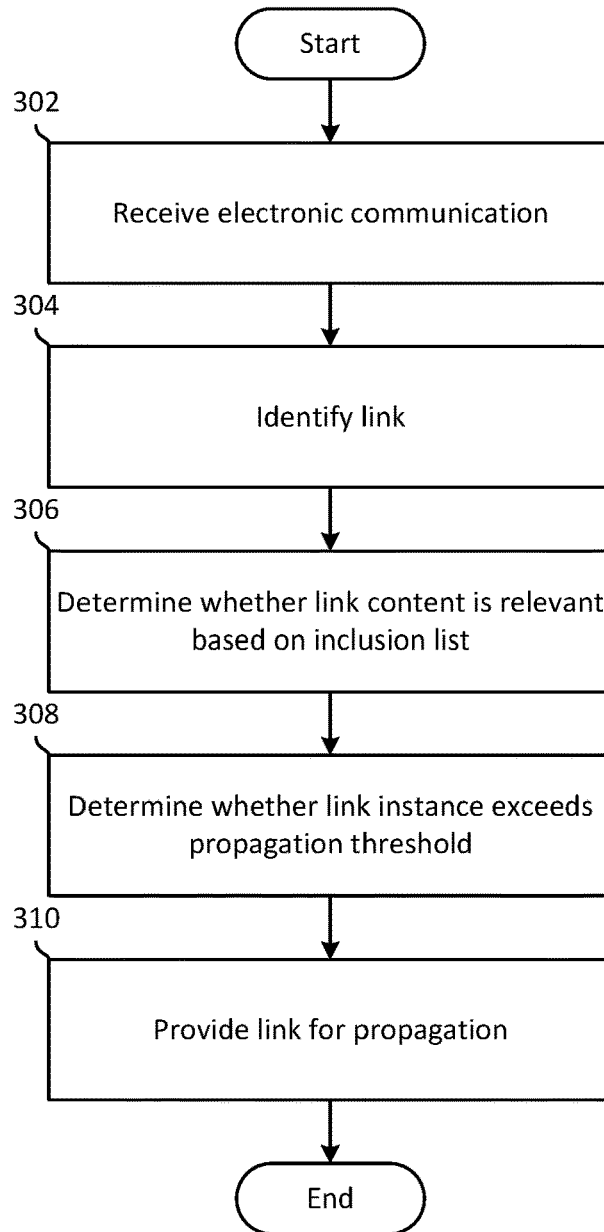 Start
302
Receive electronic communication
304
Identify link
306
Determine whether link content is relevant
based on inclusion list
308
Determine whether link instance exceeds
propagation threshold
310
Provide link for propagation
End